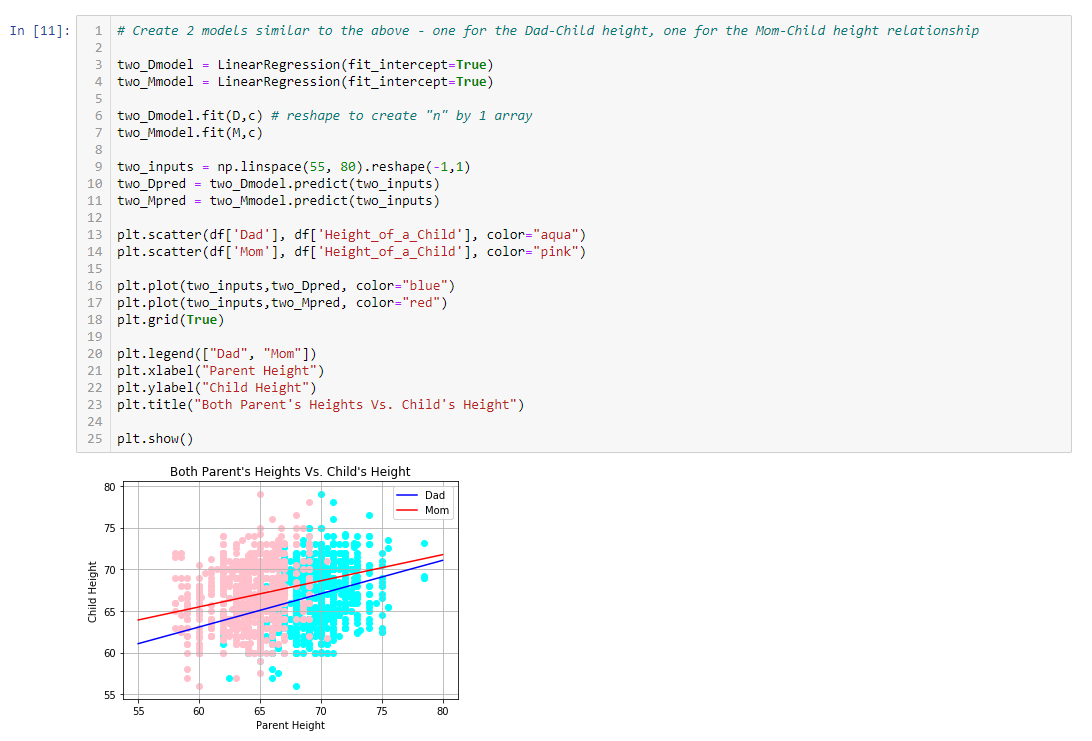 In [11]:
1 # Create 2 models similar to the above - one for the Dad-Child height, one for the Mom-Child height relationship
2
3 two_Dmodel = LinearRegression(fit_intercept=True)
4 two_Mmodel = LinearRegression(fit_intercept=True)
5
6 two_Dmodel.fit(D,c) # reshape to create "n" by 1 array
7 two_Mmodel.fit(M,c)
8
9 two_inputs = np.linspace(55, 80).reshape(-1,1)
10 two_Dpred = two_Dmodel.predict(two_inputs)
11 two_Mpred = two_Mmodel.predict(two_inputs)
12
13 plt.scatter(df['Dad'], df['Height_of_a_Child'], color="aqua")
14 plt.scatter(df['Mom'], df['Height_of_a_Child'], color="pink")
15
16 plt.plot(two_inputs,two_Dpred, color="blue")
17 plt.plot(two_inputs,two_Mpred, color="red")
18 plt.grid(True)
19
20 plt.legend(["Dad", "Mom"])
21 plt.xlabel("Parent Height")
22 plt.ylabel("Child Height")
23 plt.title("Both Parent's Heights Vs. Child's Height")
24
25 plt.show()
Both Parent's Heights Vs. Child's Height
80
75
70
65
60
55
Child Height
Dad
Mom
55 60 65 70 75 80
Parent Height